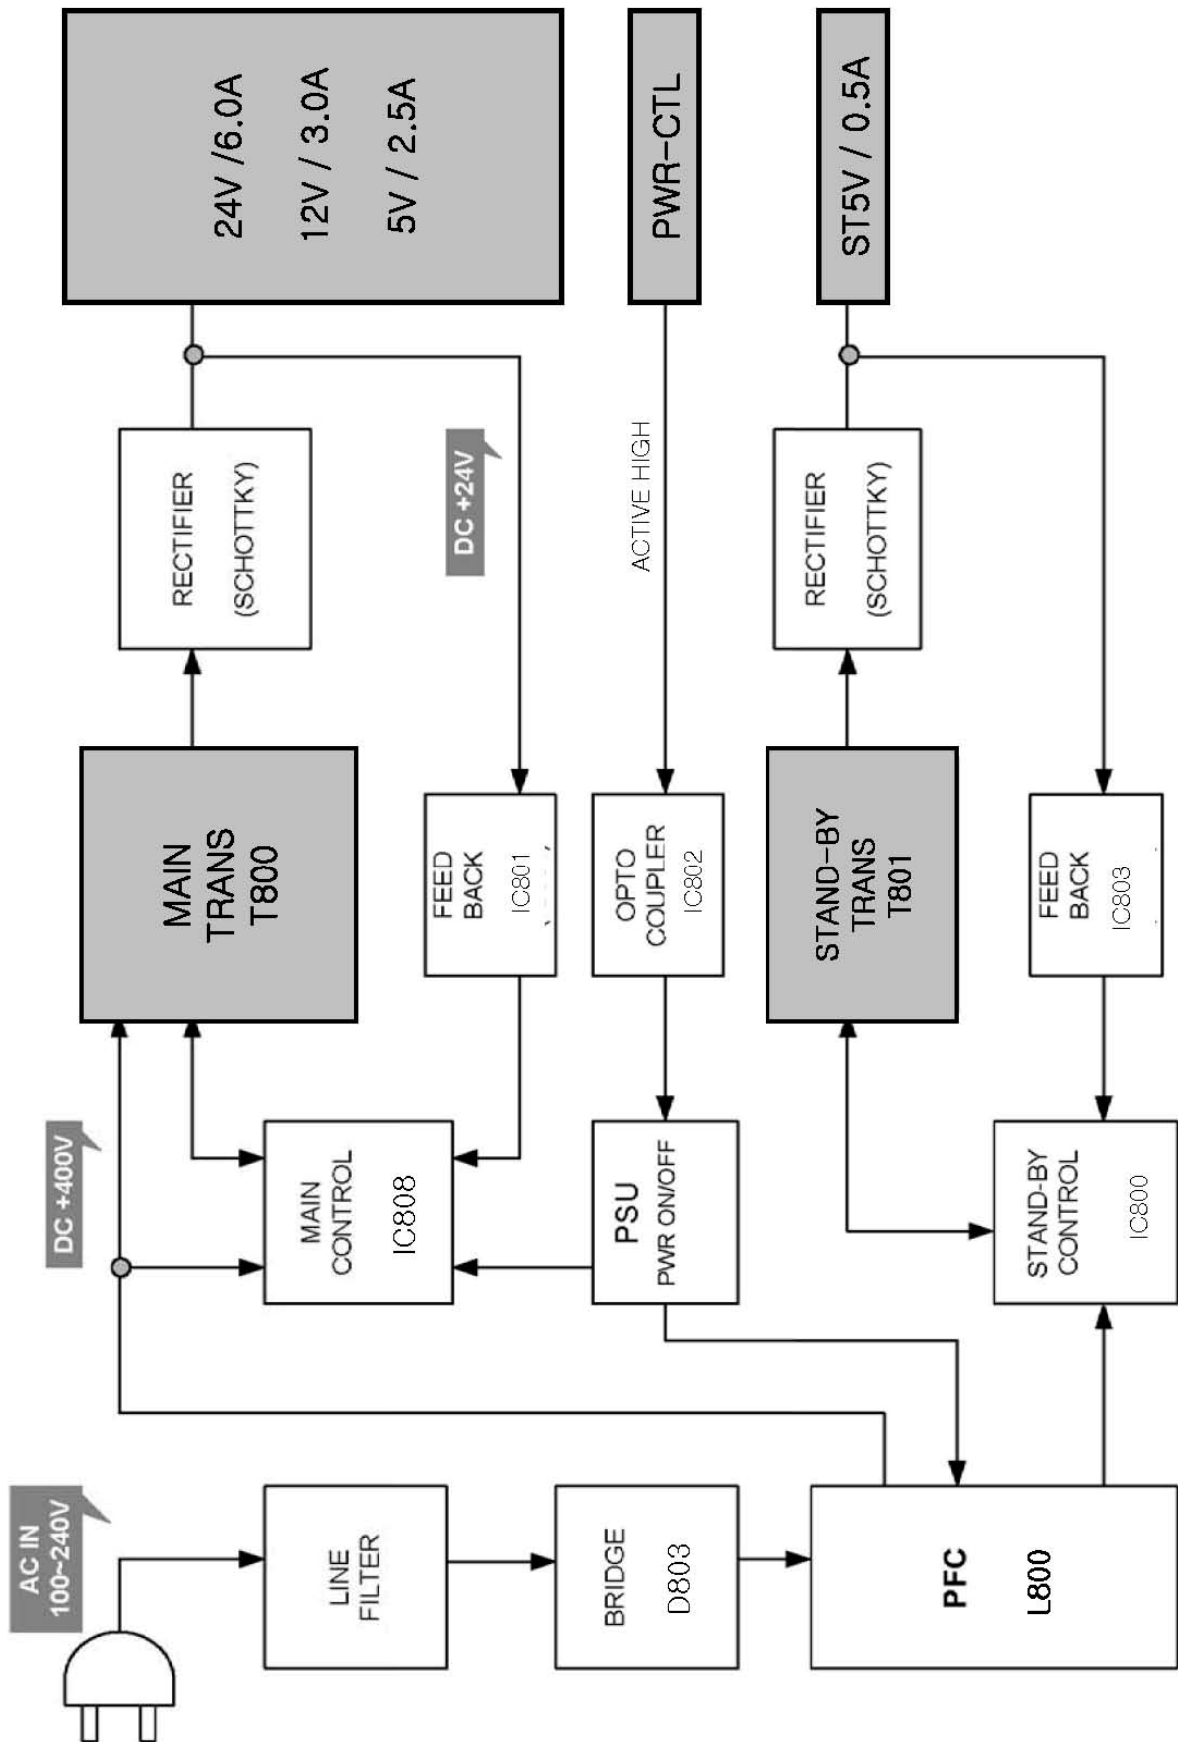 AC IN
100~240V
LINE
FILTER
BRIDGE
D803
PFC
L800
DC +400V
MAIN
CONTROL
IC808
PSU
PWR ON/OFF
STAND-BY
CONTROL
IC800
MAIN
TRANS
T800
FEED
BACK
IC801
OPTO
COUPLER
IC802
STAND-BY
TRANS
T801
FEED
BACK
IC803
RECTIFIER
(SCHOTTKY)
DC +24V
ACTIVE HIGH
RECTIFIER
(SCHOTTKY)
24V /6.0A
12V / 3.0A
5V / 2.5A
PWR-CTL
ST5V / 0.5A